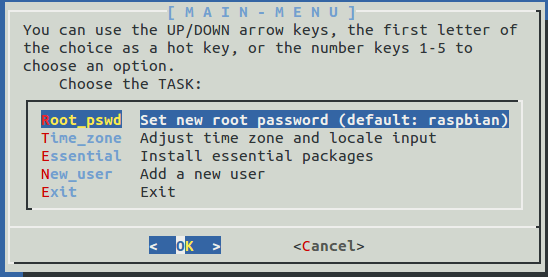 [ M A I N - M E N U ]
You can use the UP/DOWN arrow keys, the first letter of
the choice as a hot key, or the number keys 1-5 to
choose an option.
Choose the TASK:
Root_pswd Set new root password (default: raspbian)
Time_zone Adjust time zone and locale input
Essential Install essential packages
New_user Add a new user
Exit Exit
< OK > <Cancel>